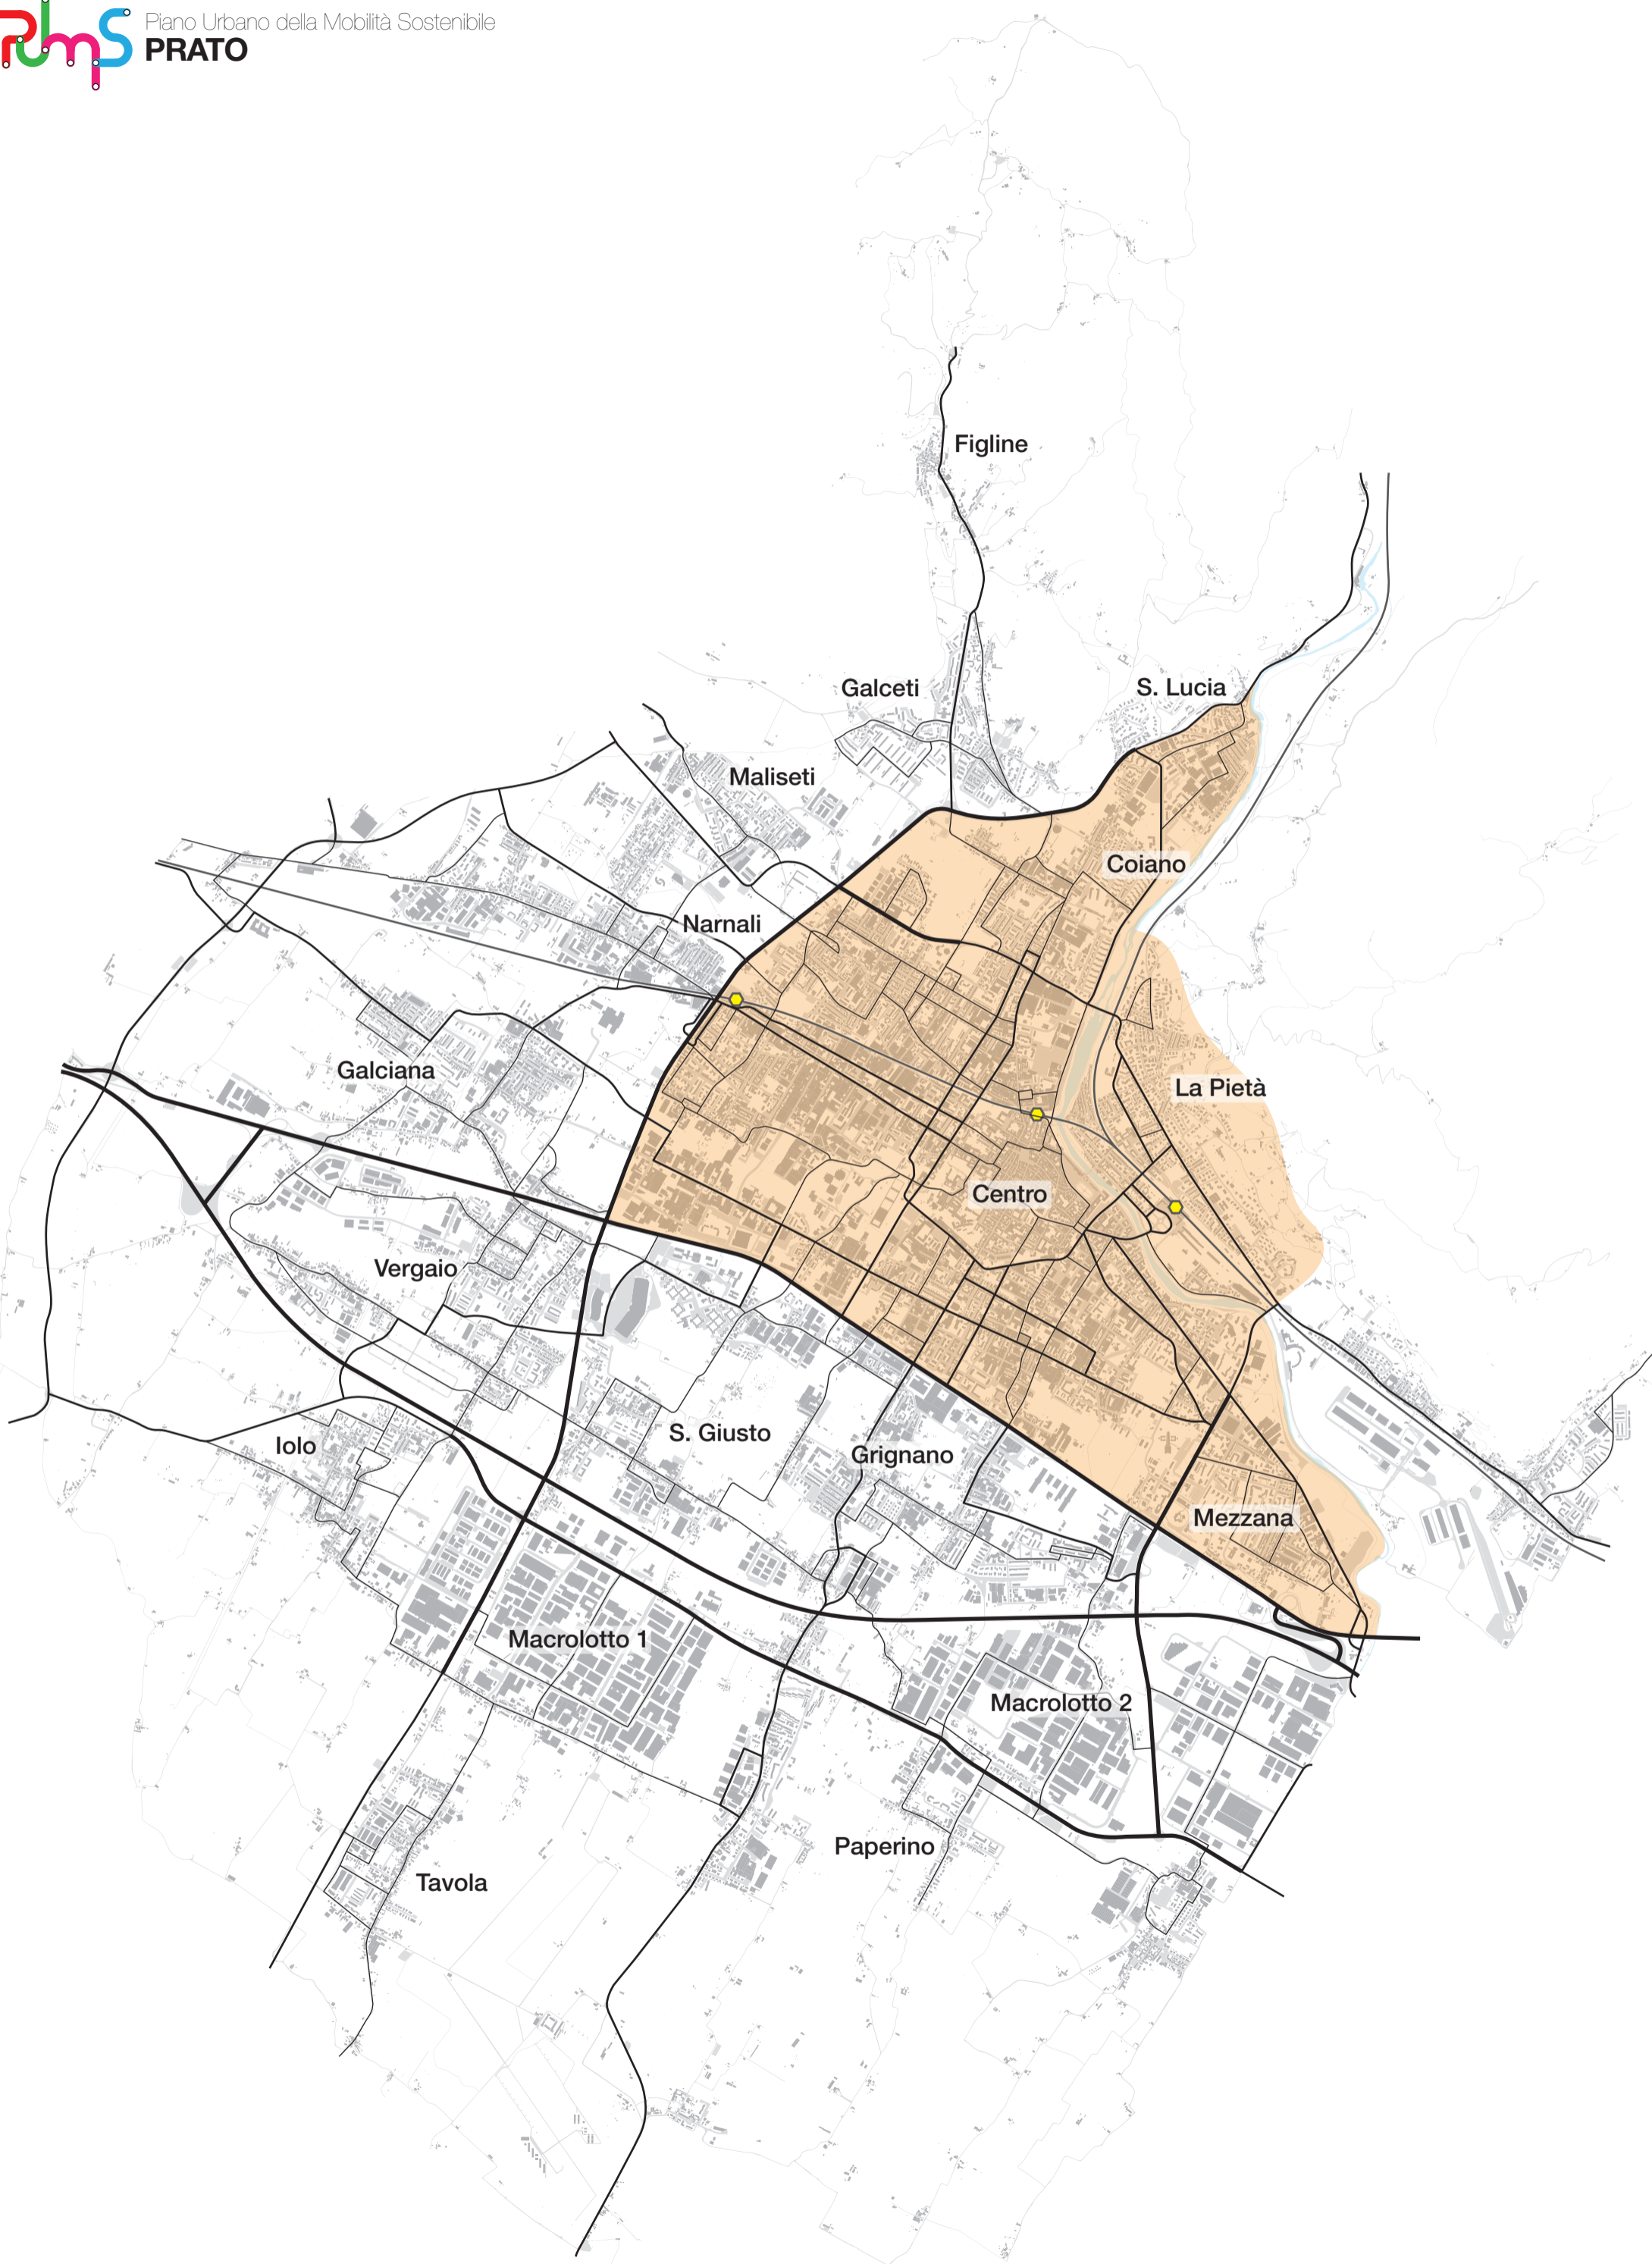 pums
Piano Urbano della Mobilità Sostenibile
PRATO
Figline
Galceti
S. Lucia
Maliseti
Coiano
Narnali
Galciana
La Pietà
Centro
Vergaio
S. Giusto
Iolo
Grignano
Mezzana
Macrolotto 1
Macrolotto 2
Paperino
Tavola